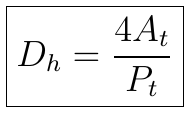 $D_h = \frac{4A_t}{P_t}$